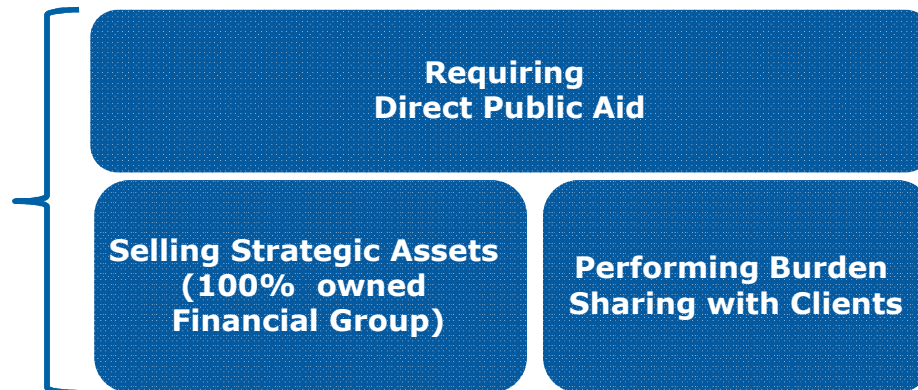 Requiring
Direct Public Aid
Selling Strategic Assets
(100% owned
Financial Group)
Performing Burden
Sharing with Clients